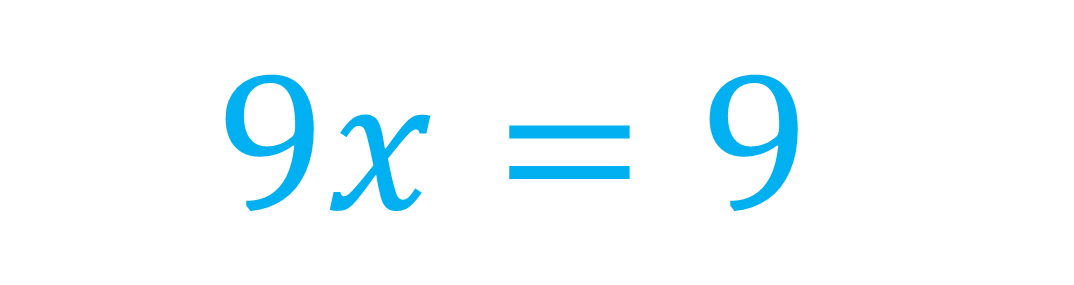 9x = 9